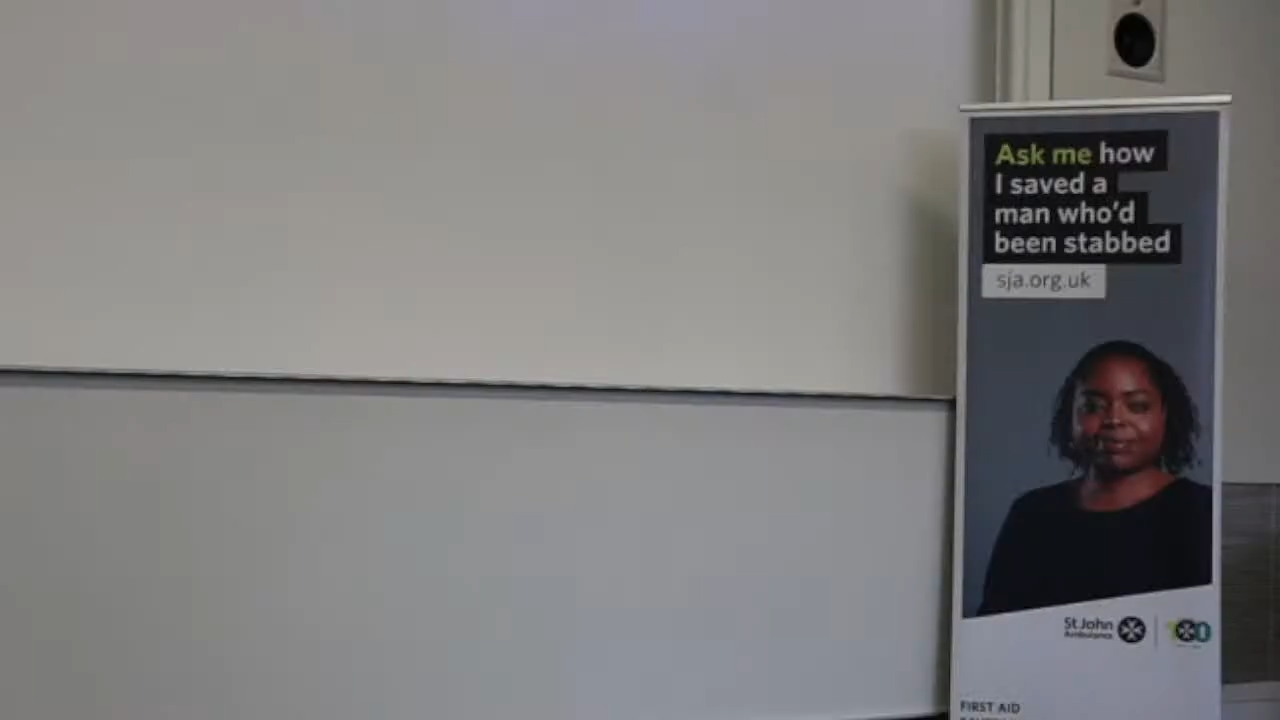 Ask me how
I saved a
man who'd
been stabbed
sja.org.uk
St John
Ambulance
FIRST AID